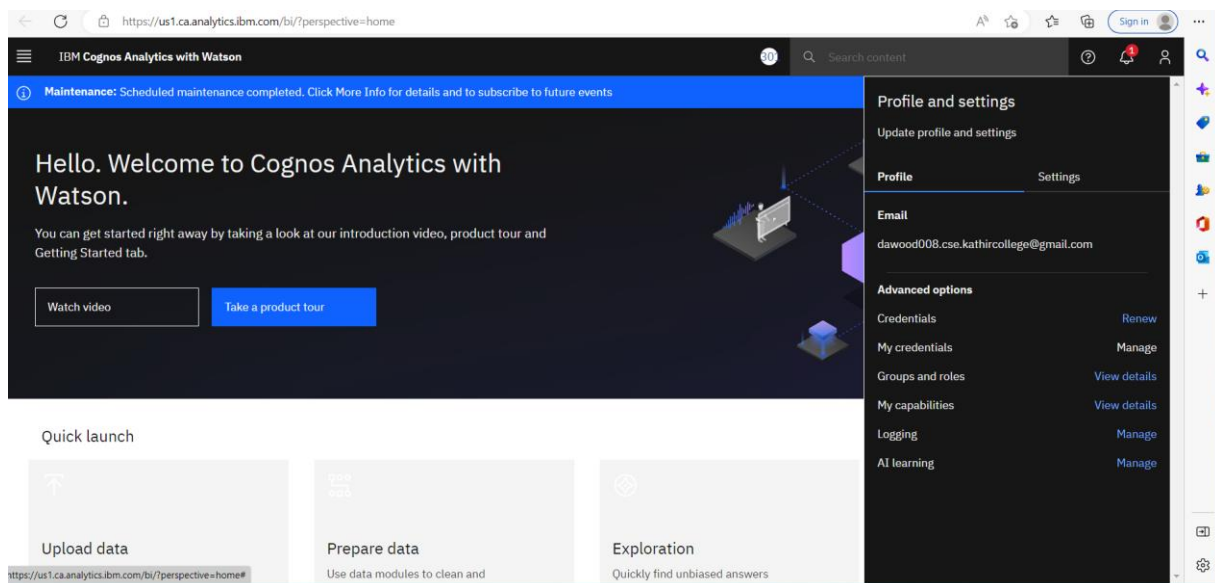 https://us1.ca.analytics.ibm.com/bi/?perspective=home
Sign in
IBM Cognos Analytics with Watson
Search content
1
Maintenance: Scheduled maintenance completed. Click More Info for details and to subscribe to future events
Hello. Welcome to Cognos Analytics with
Watson.
You can get started right away by taking a look at our introduction video, product tour and
Getting Started tab.
Watch video
Take a product tour
Profile and settings
Update profile and settings
Profile
Settings
Email
dawood008.cse.kathircollege@gmail.com
Advanced options
Credentials Renew
My credentials Manage
Groups and roles View details
My capabilities View details
Logging Manage
AI learning Manage
Quick launch
Upload data
Prepare data
Use data modules to clean and
Exploration
Quickly find unbiased answers
https://us1.ca.analytics.ibm.com/bi/?perspective=home#